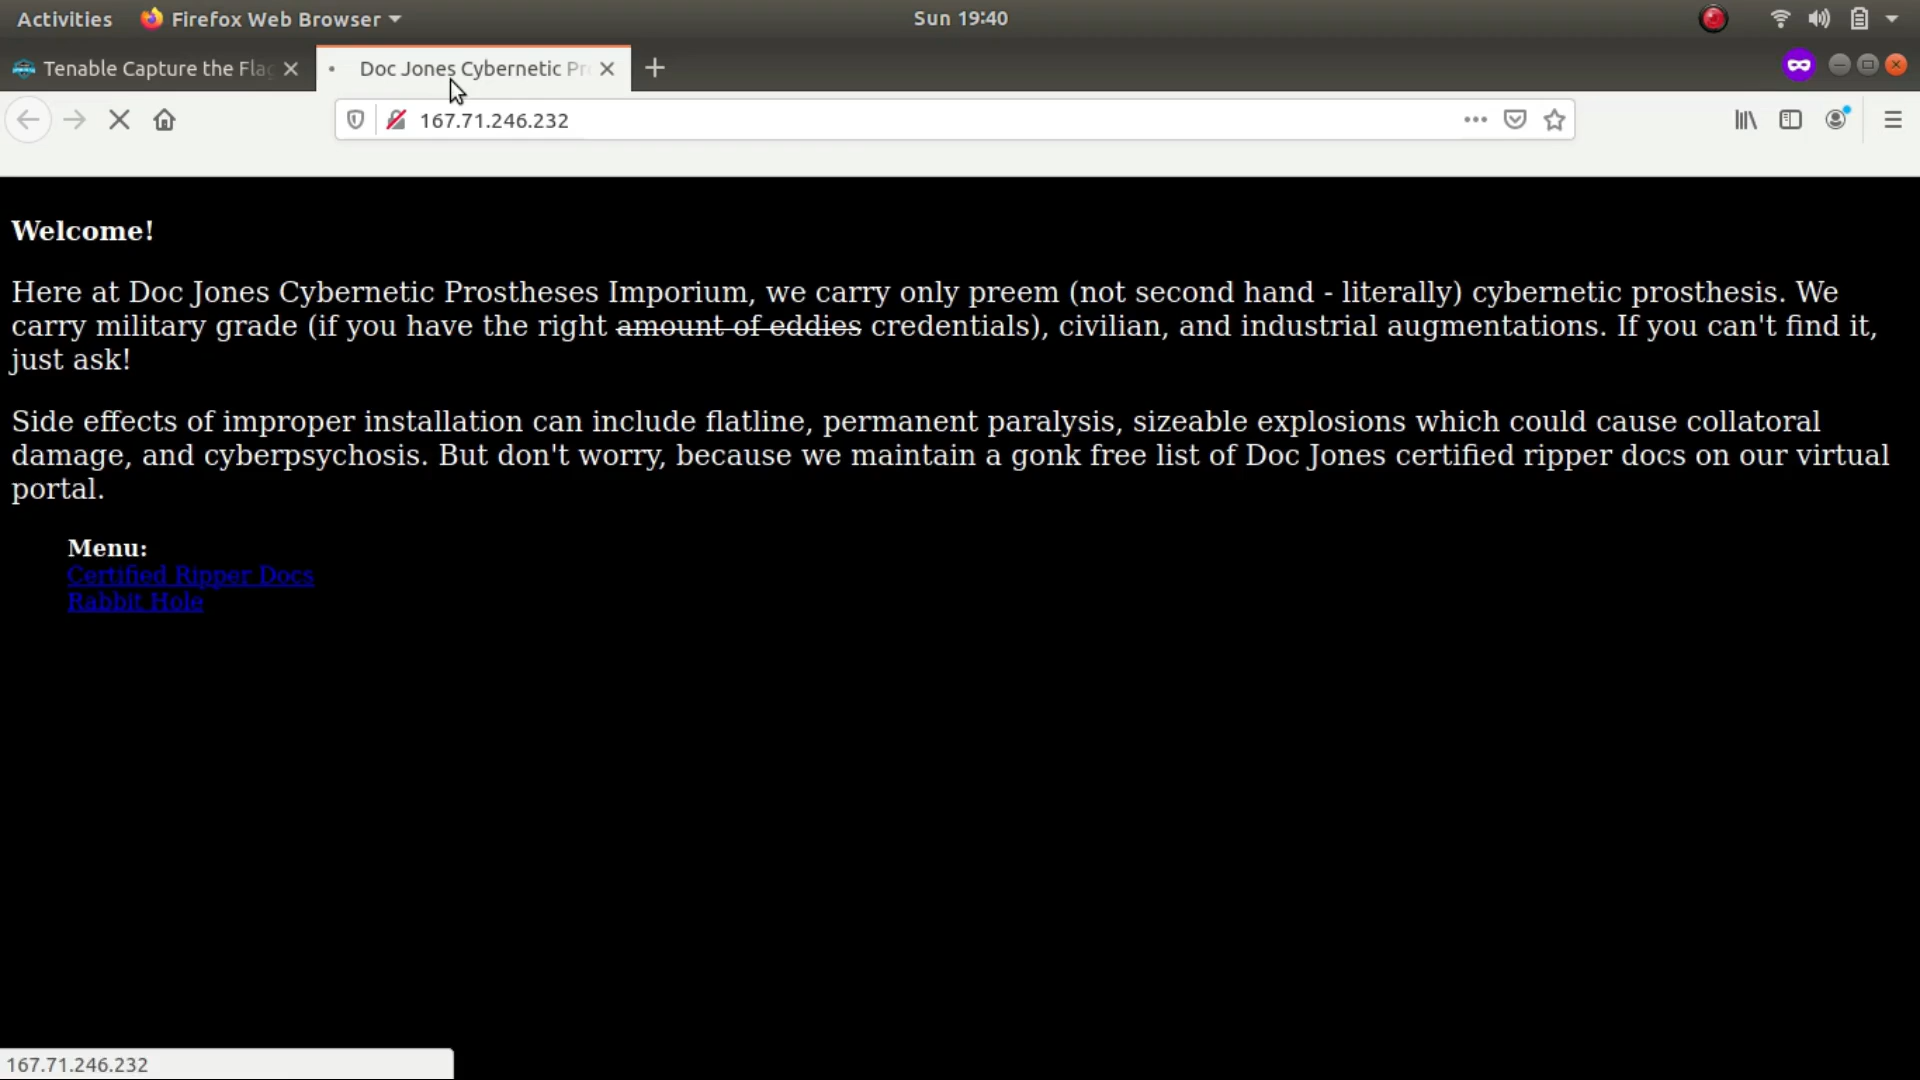 Activities Firefox Web Browser Sun 19:40
Tenable Capture the Fla Doc Jones Cybernetic Pr
167.71.246.232
Welcome!
Here at Doc Jones Cybernetic Prostheses Imporium, we carry only preem (not second hand - literally) cybernetic prosthesis. We
carry military grade (if you have the right amount of eddies credentials), civilian, and industrial augmentations. If you can't find it,
just ask!
Side effects of improper installation can include flatline, permanent paralysis, sizeable explosions which could cause collatoral
damage, and cyberpsychosis. But don't worry, because we maintain a gonk free list of Doc Jones certified ripper docs on our virtual
portal.
Menu:
Certified Ripper Docs
Rabbit Hole
167.71.246.232